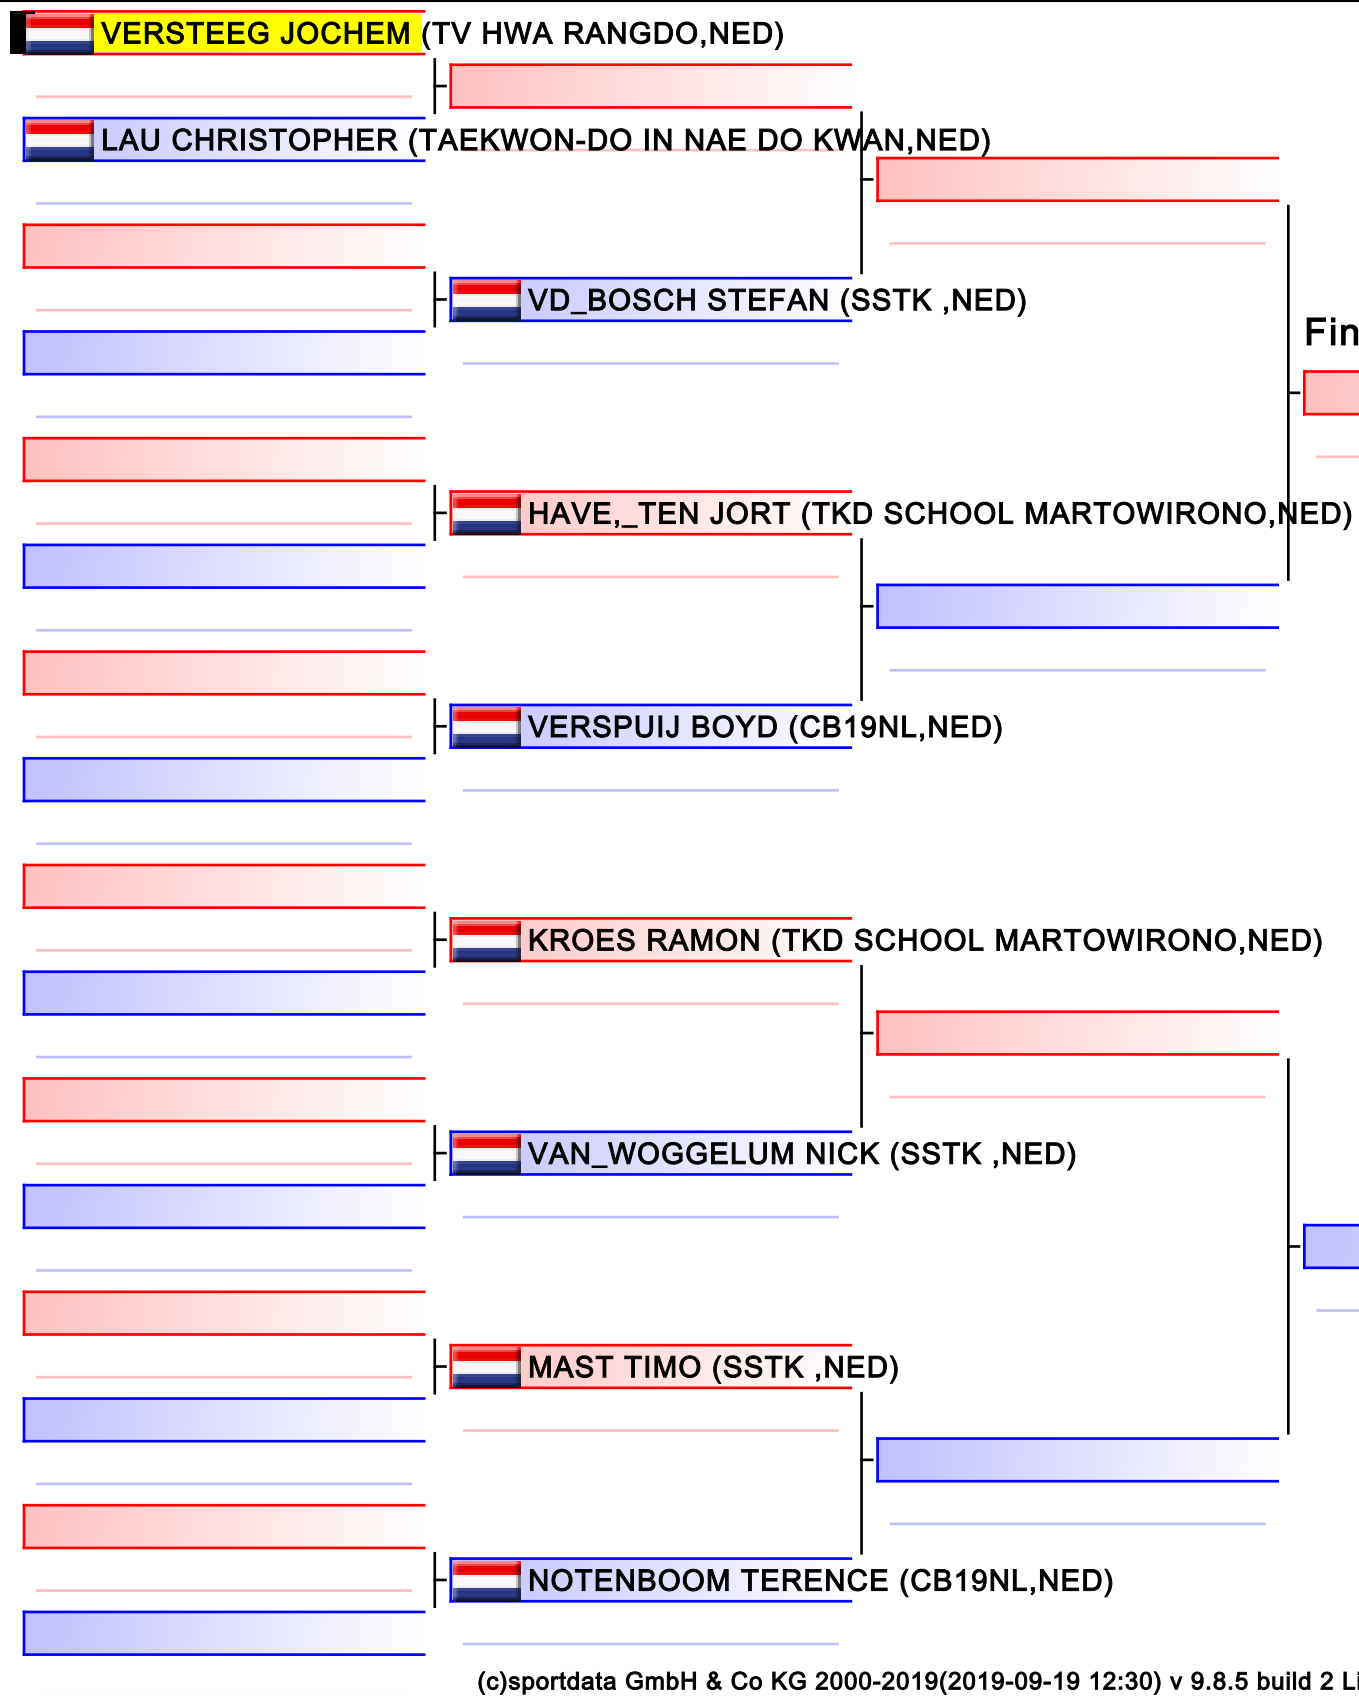 VERSTEEG JOCHEM (TV HWA RANGDO,NED)
LAU CHRISTOPHER (TAEKWON-DO IN NAE DO KWAN,NED)
VD_BOSCH STEFAN (SSTK ,NED)
Fin
HAVE,_TEN JORT (TKD SCHOOL MARTOWIRONO,NED)
VERSPUIJ BOYD (CB19NL,NED)
KROES RAMON (TKD SCHOOL MARTOWIRONO,NED)
VAN_WOGGELUM NICK (SSTK ,NED)
MAST TIMO (SSTK ,NED)
NOTENBOOM TERENCE (CB19NL,NED)
(c)sportdata GmbH & Co KG 2000-2019(2019-09-19 12:30) v 9.8.5 build 2 Li